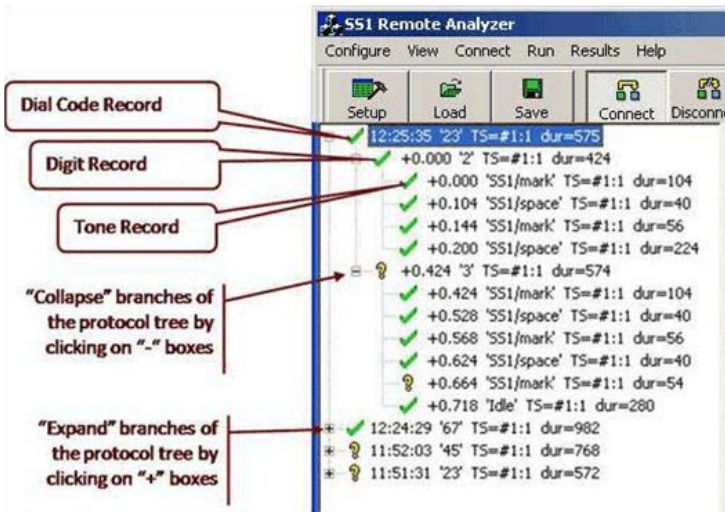 SS1 Remote Analyzer
Configure View Connect Run Results Help
Setup Load Save Connect Disconne
Dial Code Record
Digit Record
Tone Record
"Collapse" branches of
the protocol tree by
clicking on "-" boxes
"Expand" branches of
the protocol tree by
clicking on "+" boxes
12:25:35 '23' TS=#1:1 dur=575
+0.000 '2' TS=#1:1 dur=424
+0.000 'SS1/mark' TS=#1:1 dur=104
+0.104 'SS1/space' TS=#1:1 dur=40
+0.144 'SS1/mark' TS=#1:1 dur=56
+0.200 'SS1/space' TS=#1:1 dur=224
+0.424 '3' TS=#1:1 dur=574
+0.424 'SS1/mark' TS=#1:1 dur=104
+0.528 'SS1/space' TS=#1:1 dur=40
+0.568 'SS1/mark' TS=#1:1 dur=56
+0.624 'SS1/space' TS=#1:1 dur=40
+0.664 'SS1/mark' TS=#1:1 dur=54
+0.718 'Idle' TS=#1:1 dur=280
12:24:29 '67' TS=#1:1 dur=982
11:52:03 '45' TS=#1:1 dur=768
11:51:31 '23' TS=#1:1 dur=572